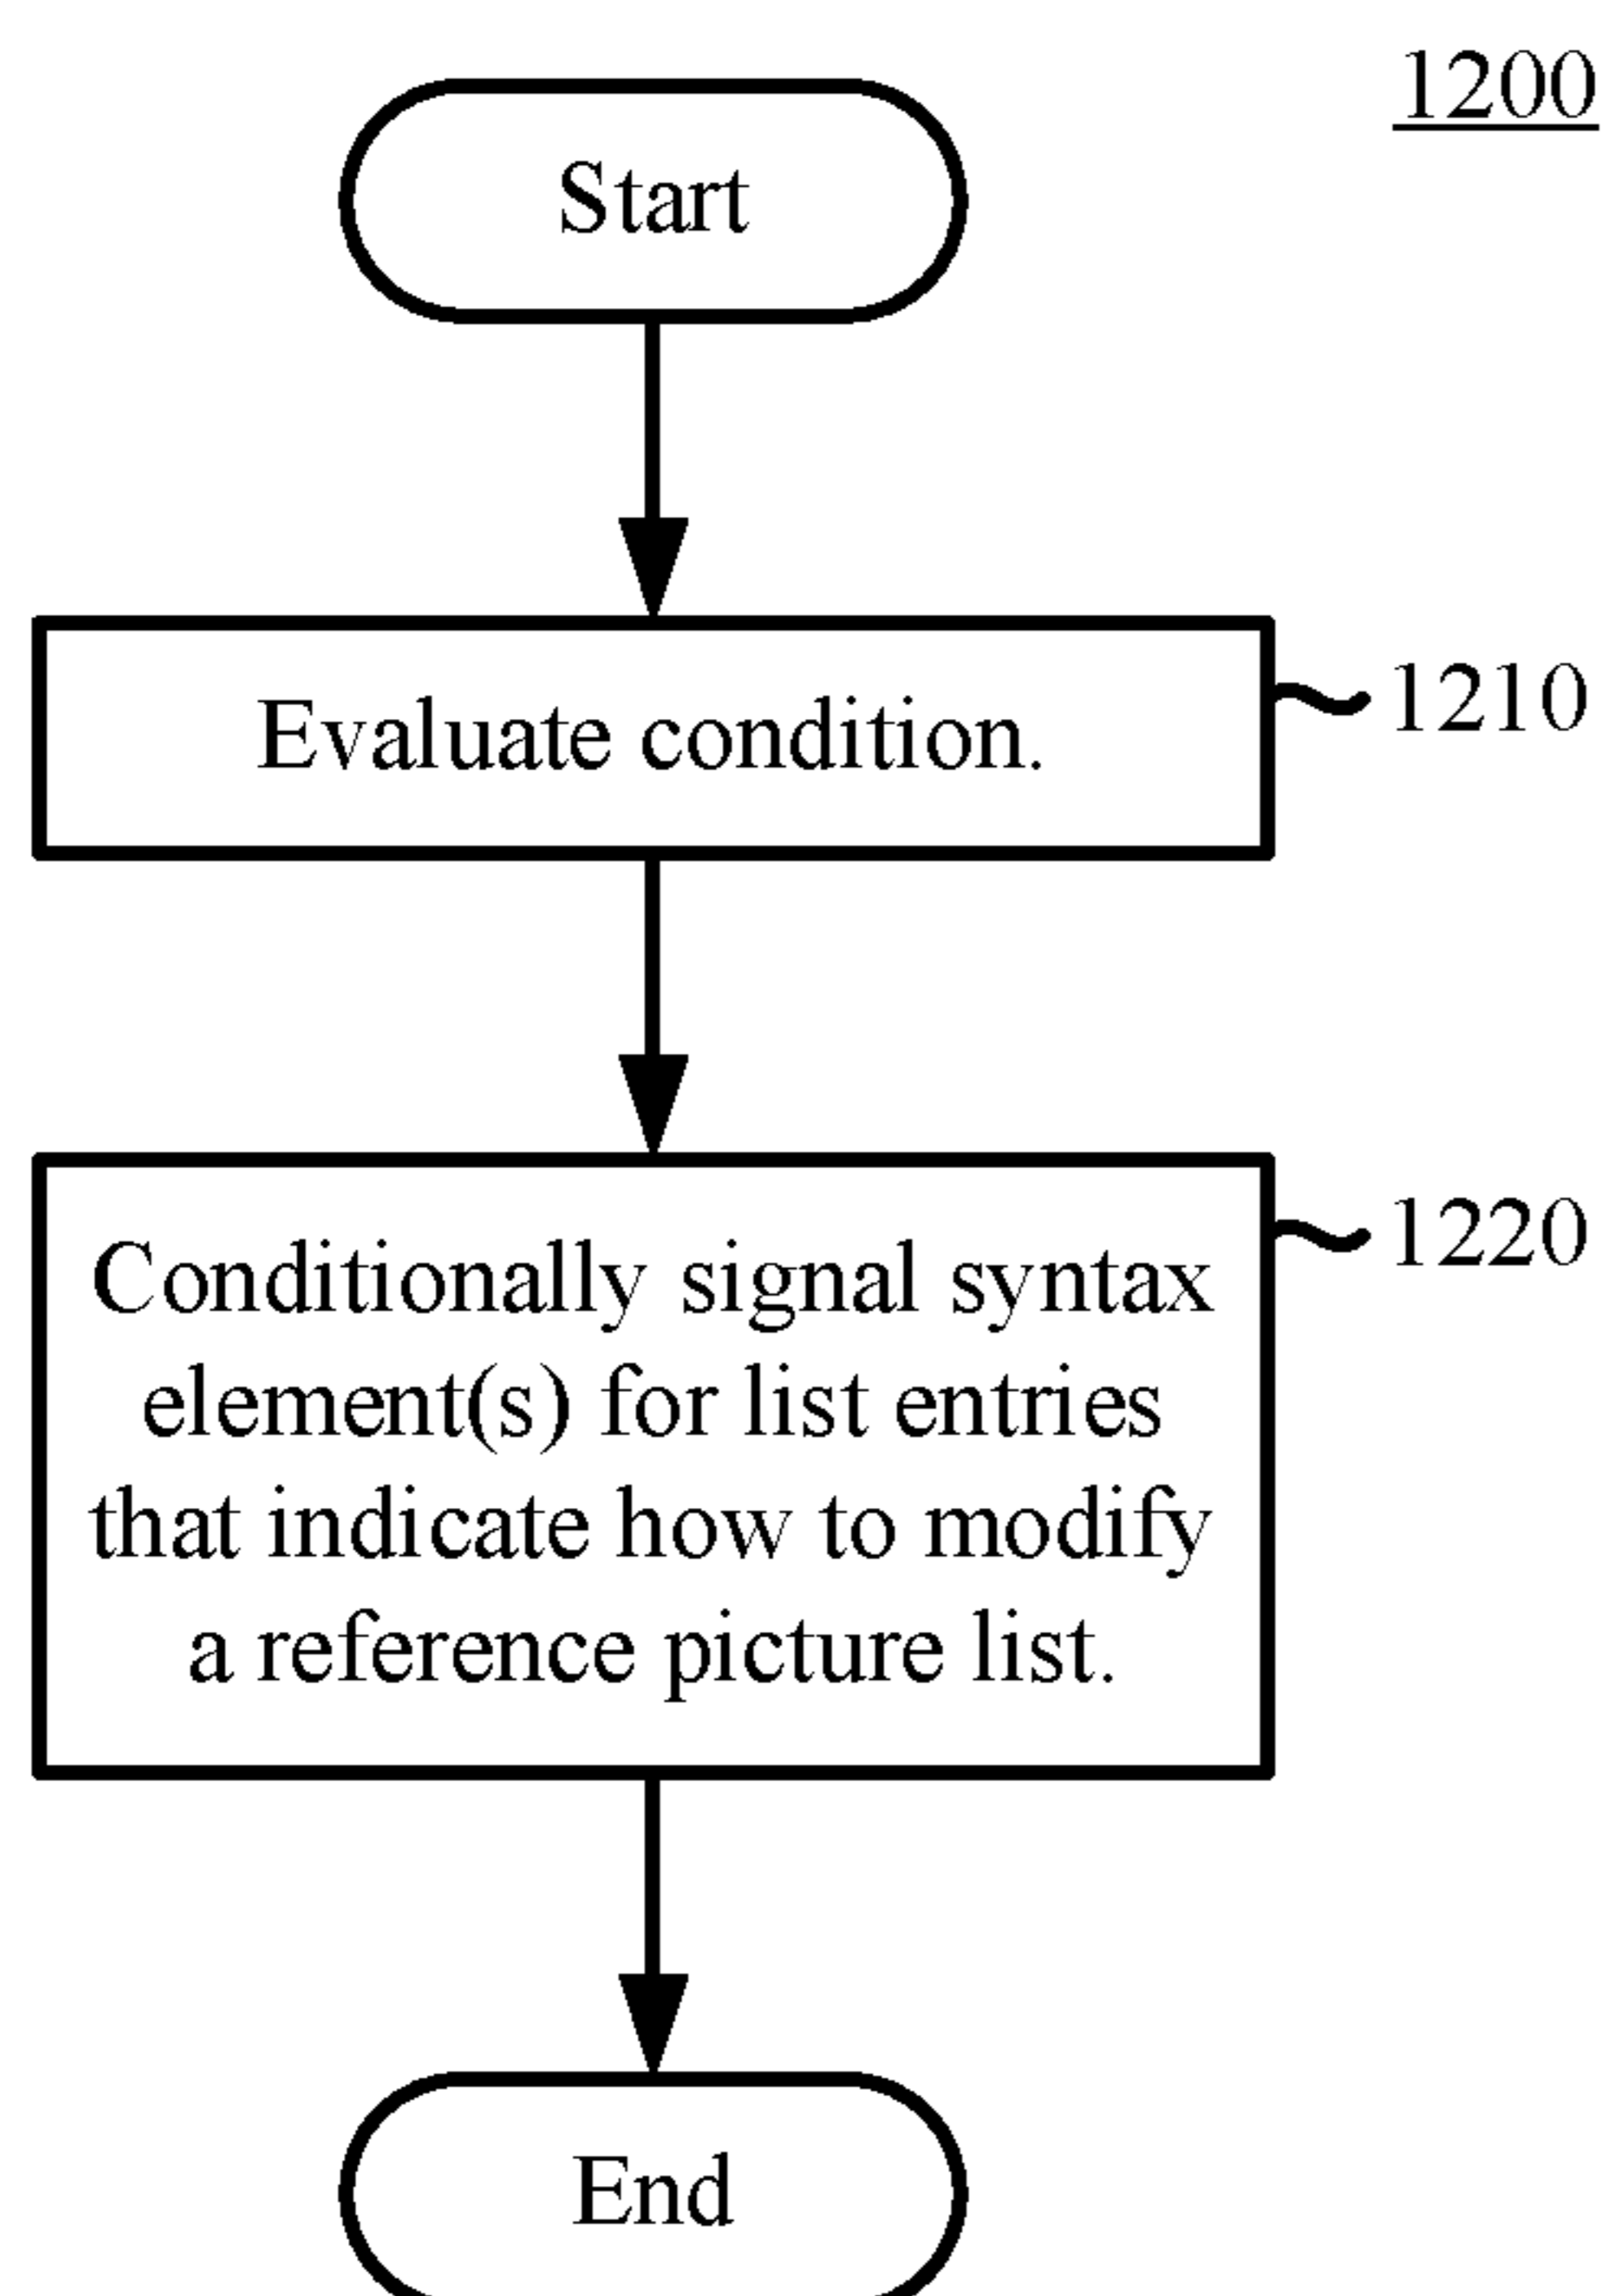 1200
Start
Evaluate condition.
1210
Conditionally signal syntax
element(s) for list entries
that indicate how to modify
a reference picture list.
1220
End